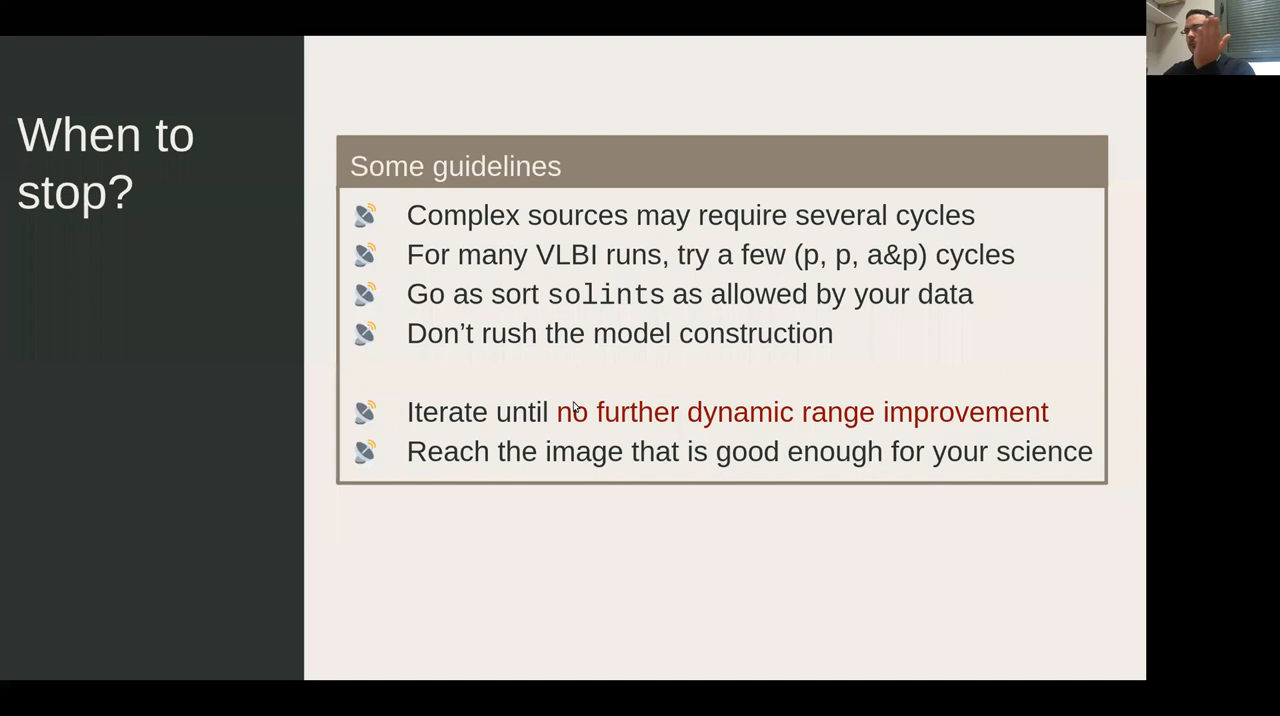 When to
stop?
Some guidelines
Complex sources may require several cycles
For many VLBI runs, try a few (p, p, a&p) cycles
Go as sort solints as allowed by your data
Don’t rush the model construction
Iterate until no further dynamic range improvement
Reach the image that is good enough for your science